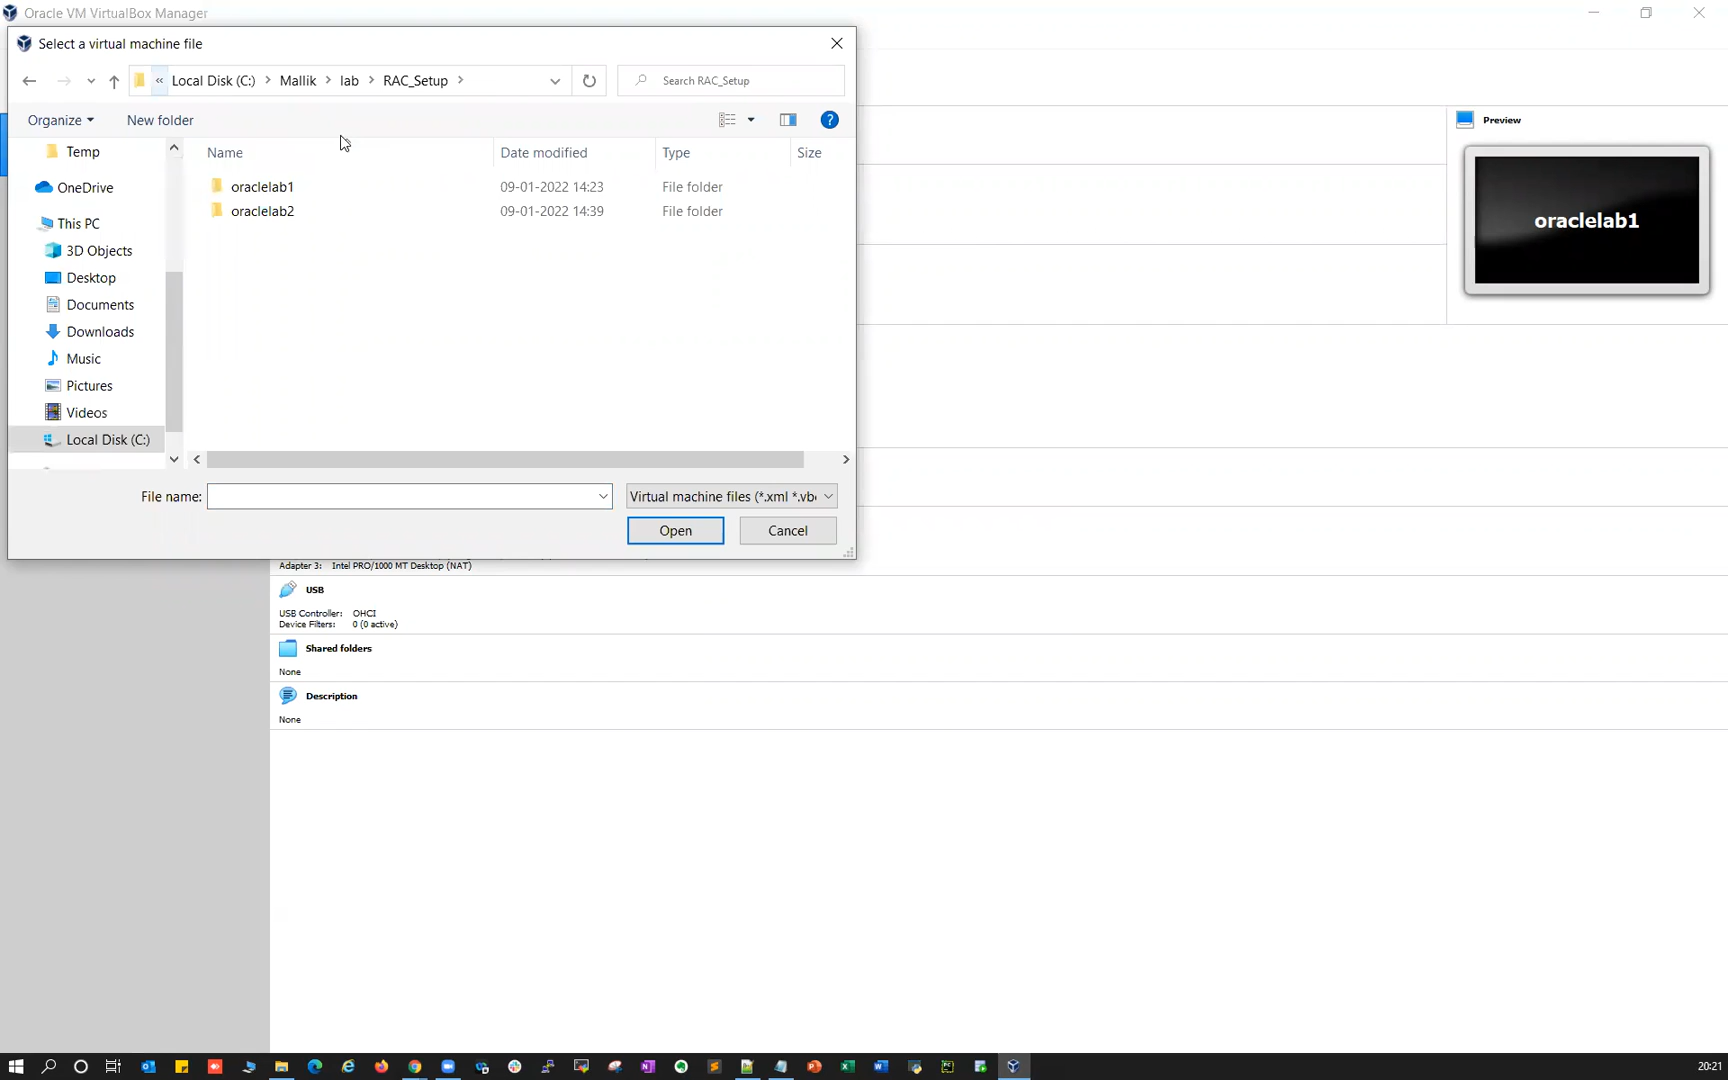 Oracle VM VirtualBox Manager
Select a virtual machine file
« Local Disk (C:) > Mallik > lab > RAC_Setup >
Search RAC_Setup
Organize
New folder
Name Date modified Type Size
Temp
OneDrive
This PC
3D Objects
Desktop
Documents
Downloads
Music
Pictures
Videos
Local Disk (C:)
oraclelab1 09-01-2022 14:23 File folder
oraclelab2 09-01-2022 14:39 File folder
File name:
Virtual machine files (*.xml *.vb
Open
Cancel
Preview
oraclelab1
Adapter 3: Intel PRO/1000 MT Desktop (NAT)
USB
USB Controller: OHCI
Device Filters: 0 (0 active)
Shared folders
None
Description
None
20:21